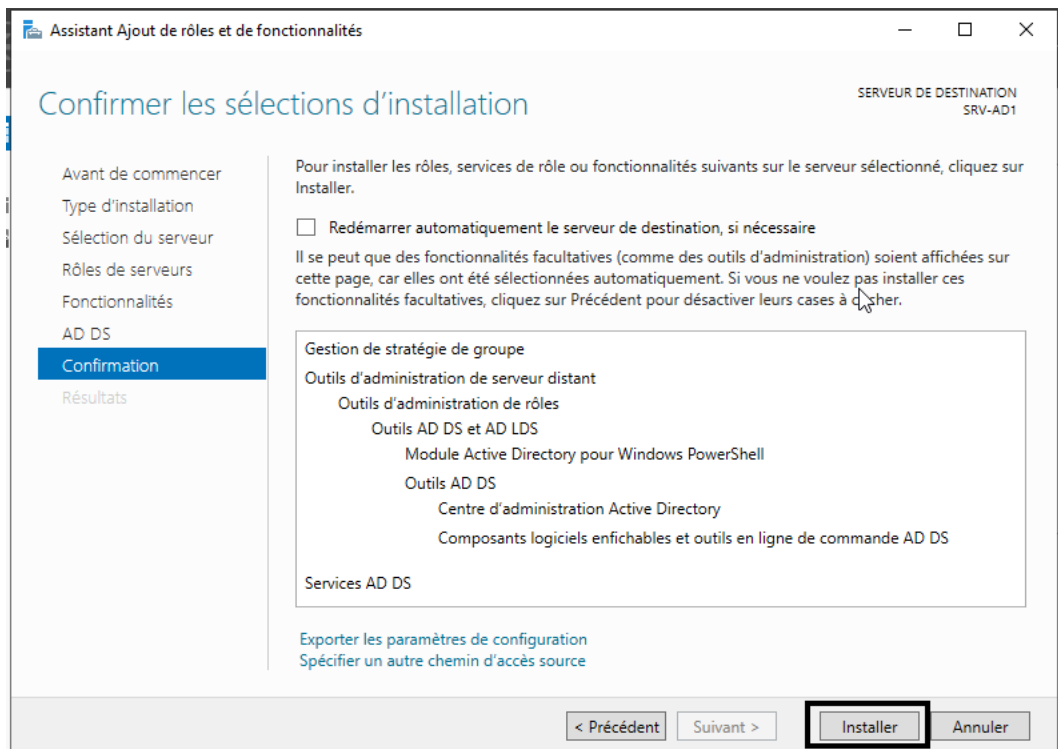 Assistant Ajout de rôles et de fonctionnalités
Confirmer les sélections d'installation
SERVEUR DE DESTINATION
SRV-AD1
Avant de commencer
Type d'installation
Sélection du serveur
Rôles de serveurs
Fonctionnalités
AD DS
Confirmation
Résultats
Pour installer les rôles, services de rôle ou fonctionnalités suivants sur le serveur sélectionné, cliquez sur
Installer.
Redémarrer automatiquement le serveur de destination, si nécessaire
Il se peut que des fonctionnalités facultatives (comme des outils d'administration) soient affichées sur
cette page, car elles ont été sélectionnées automatiquement. Si vous ne voulez pas installer ces
fonctionnalités facultatives, cliquez sur Précédent pour désactiver leurs cases à cocher.
Gestion de stratégie de groupe
Outils d'administration de serveur distant
Outils d'administration de rôles
Outils AD DS et AD LDS
Module Active Directory pour Windows PowerShell
Outils AD DS
Centre d'administration Active Directory
Composants logiciels enfichables et outils en ligne de commande AD DS
Services AD DS
Exporter les paramètres de configuration
Spécifier un autre chemin d'accès source
< Précédent
Suivant >
Installer
Annuler